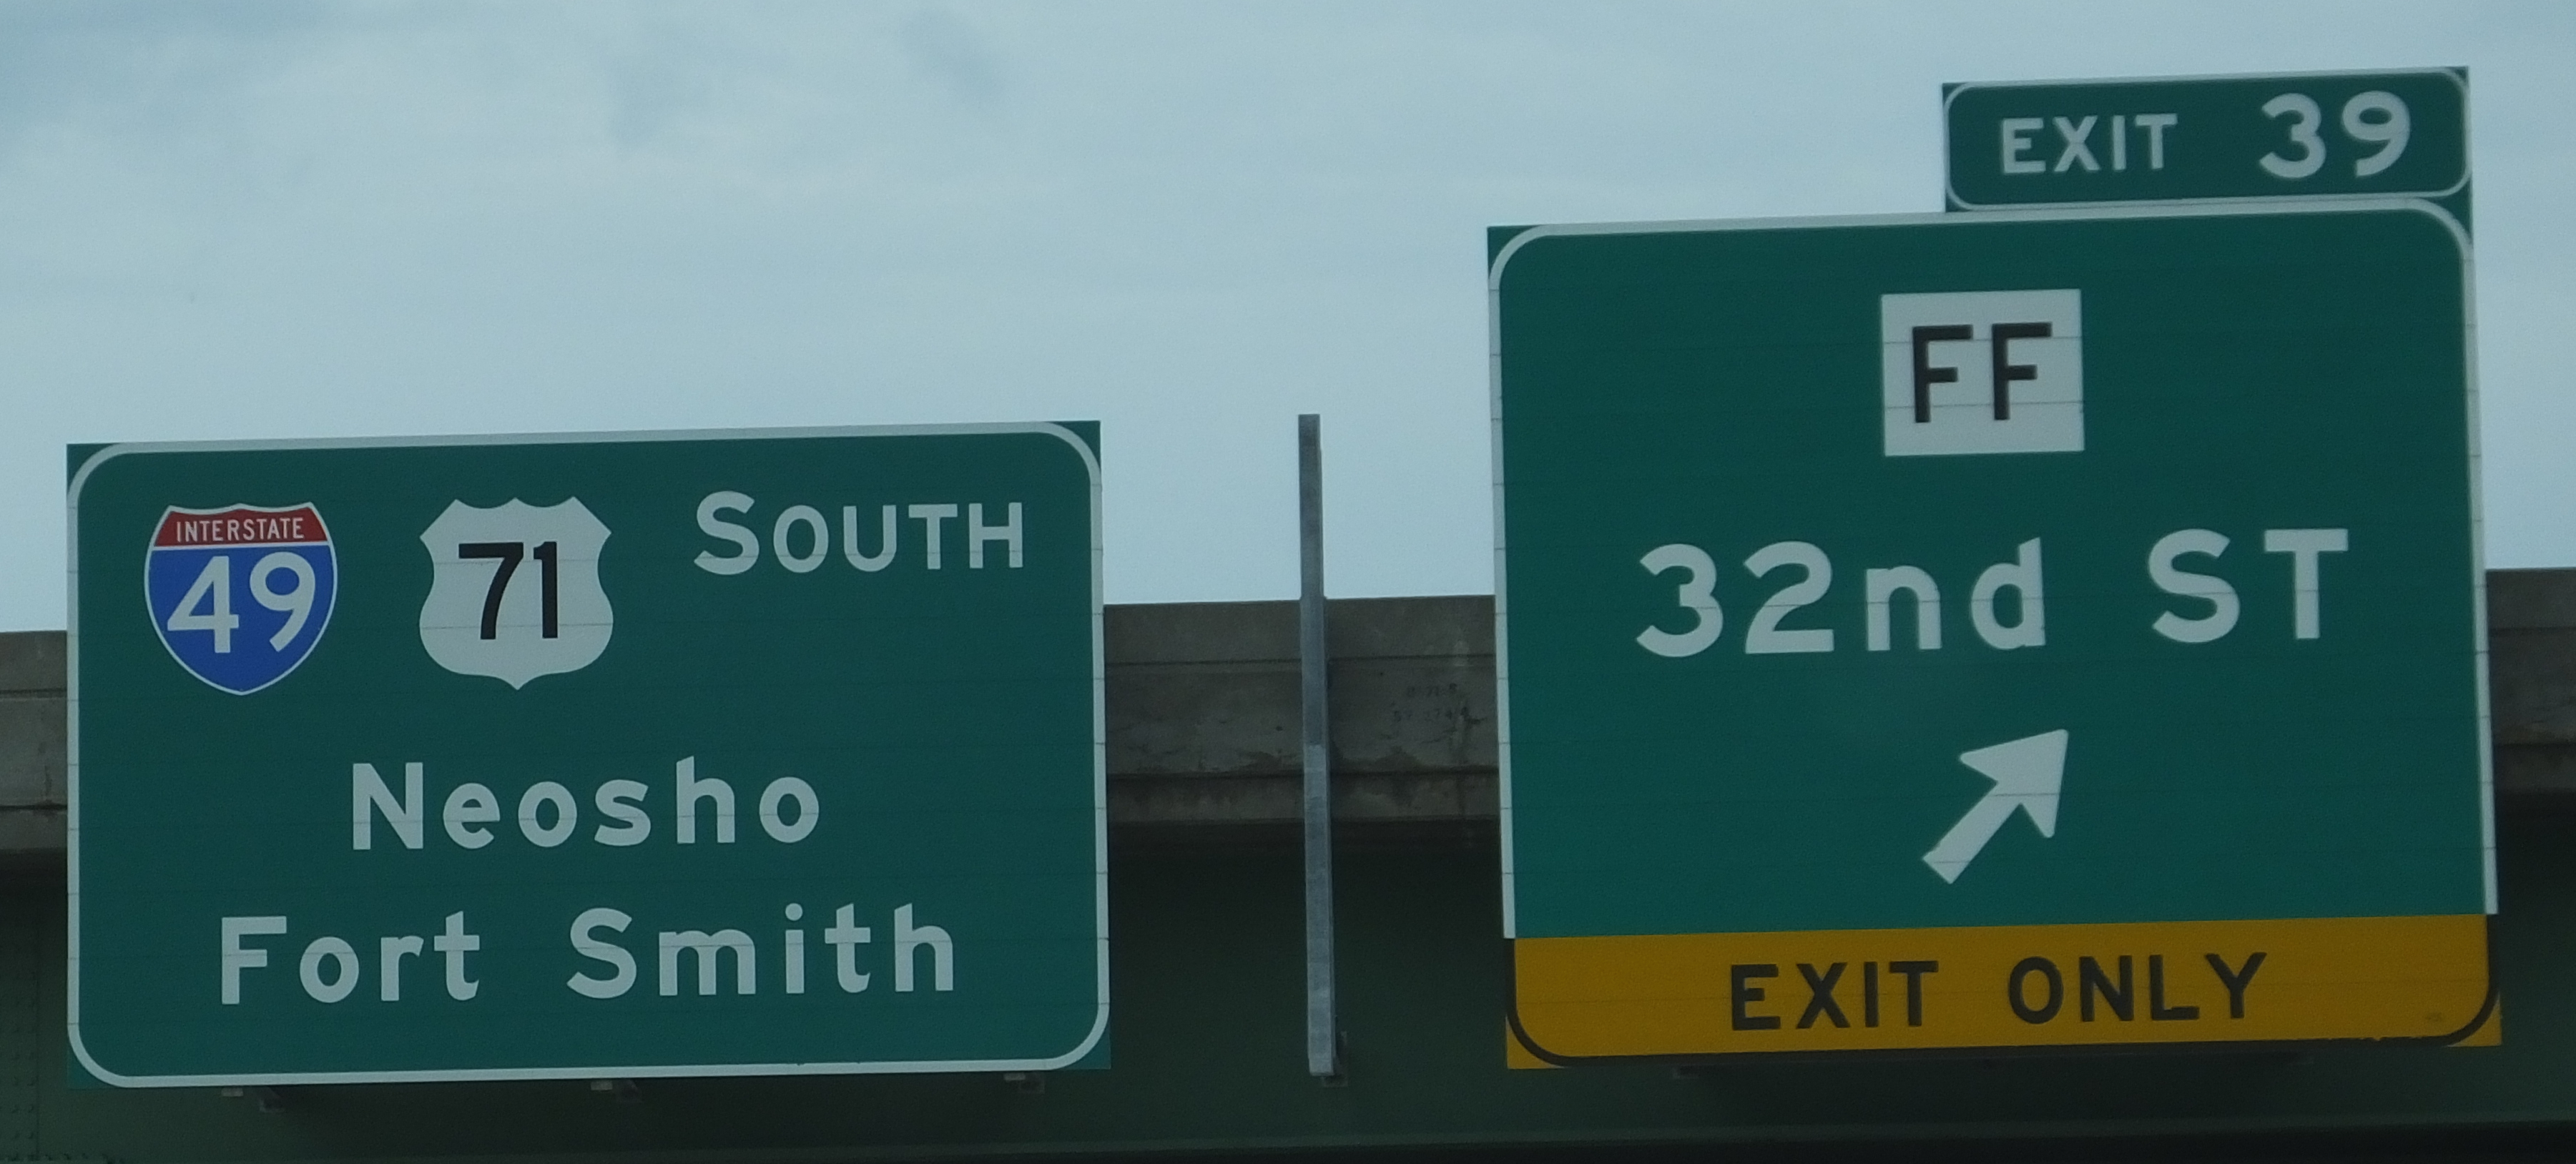 INTERSTATE
49
71
SOUTH
Neosho
Fort Smith
EXIT 39
FF
32nd ST
EXIT ONLY